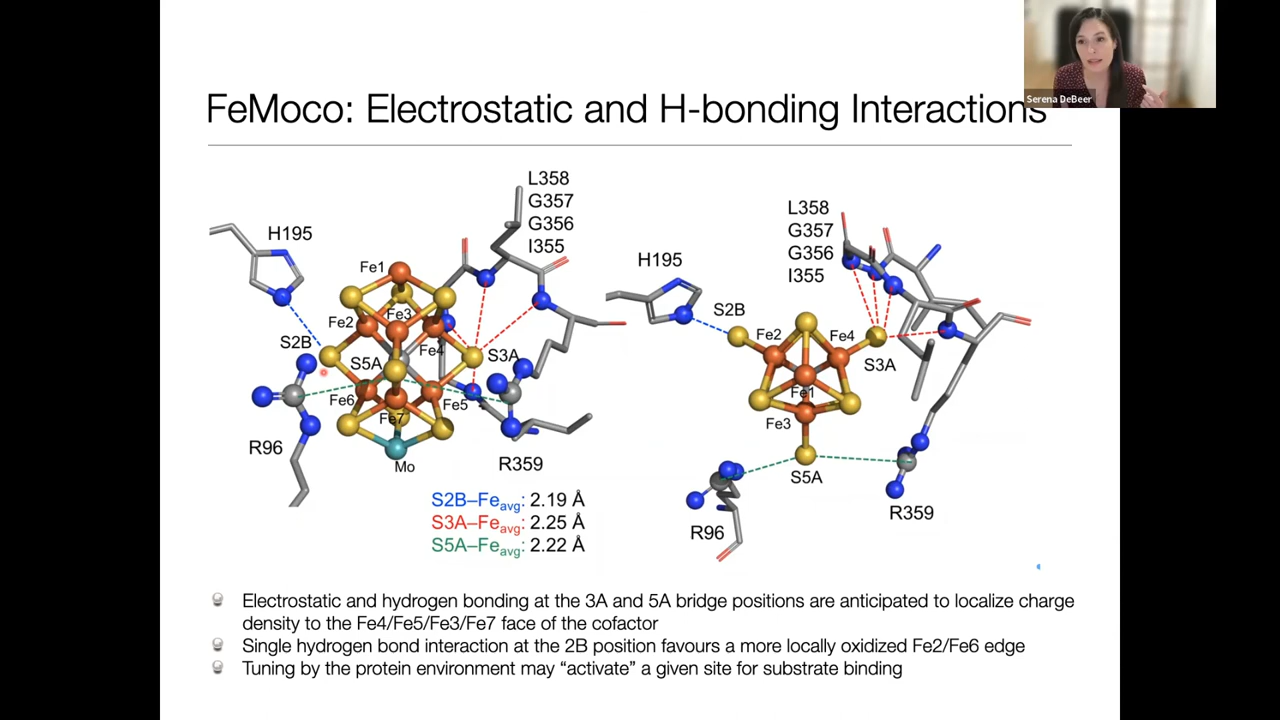 Serena DeBeer
FeMoco: Electrostatic and H-bonding Interactions
L358
G357
G356
I355
H195
Fe1
Fe2
Fe3
Fe4
S2B
S5A
S3A
Fe6
Fe5
Fe7
R96
Mo
R359
S2B–Feavg: 2.19 Å
S3A–Feavg: 2.25 Å
S5A–Feavg: 2.22 Å
L358
G357
G356
I355
H195
S2B
Fe2
Fe4
S3A
Fe1
Fe3
S5A
R96
R359
Electrostatic and hydrogen bonding at the 3A and 5A bridge positions are anticipated to localize charge
density to the Fe4/Fe5/Fe3/Fe7 face of the cofactor
Single hydrogen bond interaction at the 2B position favours a more locally oxidized Fe2/Fe6 edge
Tuning by the protein environment may “activate” a given site for substrate binding